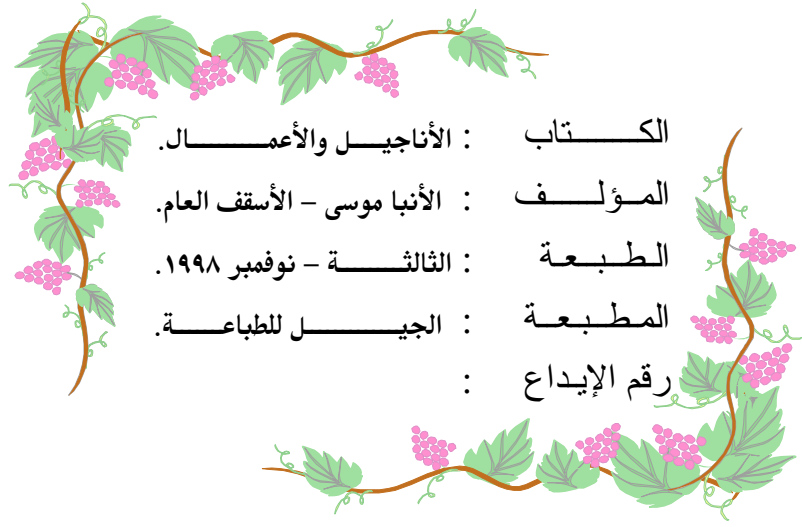 الكتاب : الأناجيل والأعمال.
المؤلف : الأنبا موسى – الأسقف العام.
الطبعة : الثالثة – نوفمبر ١٩٩٨.
المطبعة : الجيل للطباعة.
رقم الإيداع :